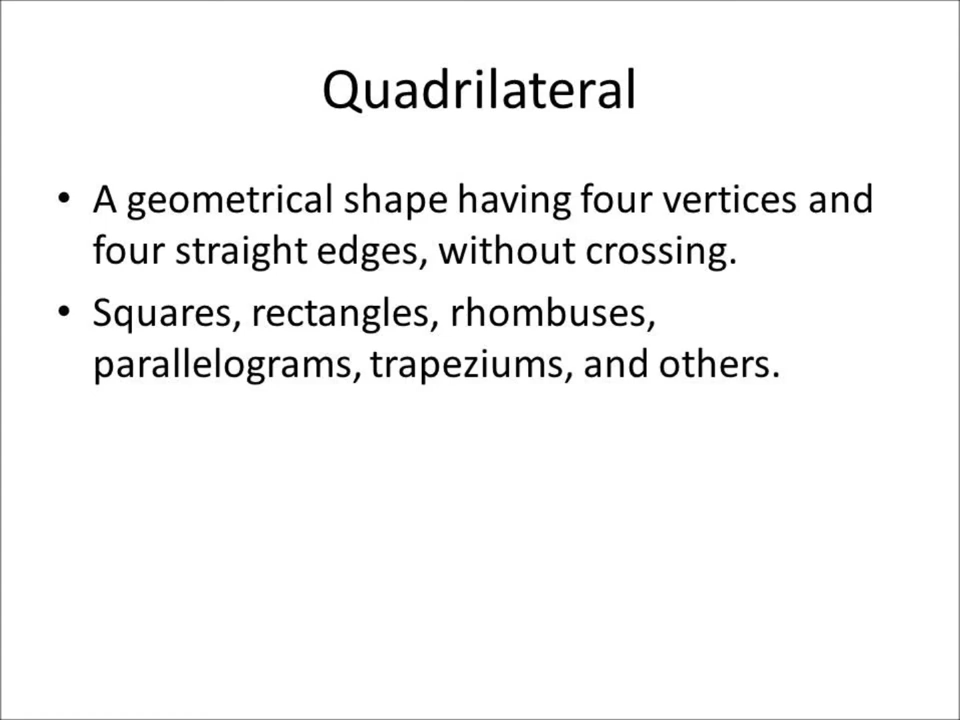 Quadrilateral
• A geometrical shape having four vertices and
four straight edges, without crossing.
• Squares, rectangles, rhombuses,
parallelograms, trapeziums, and others.